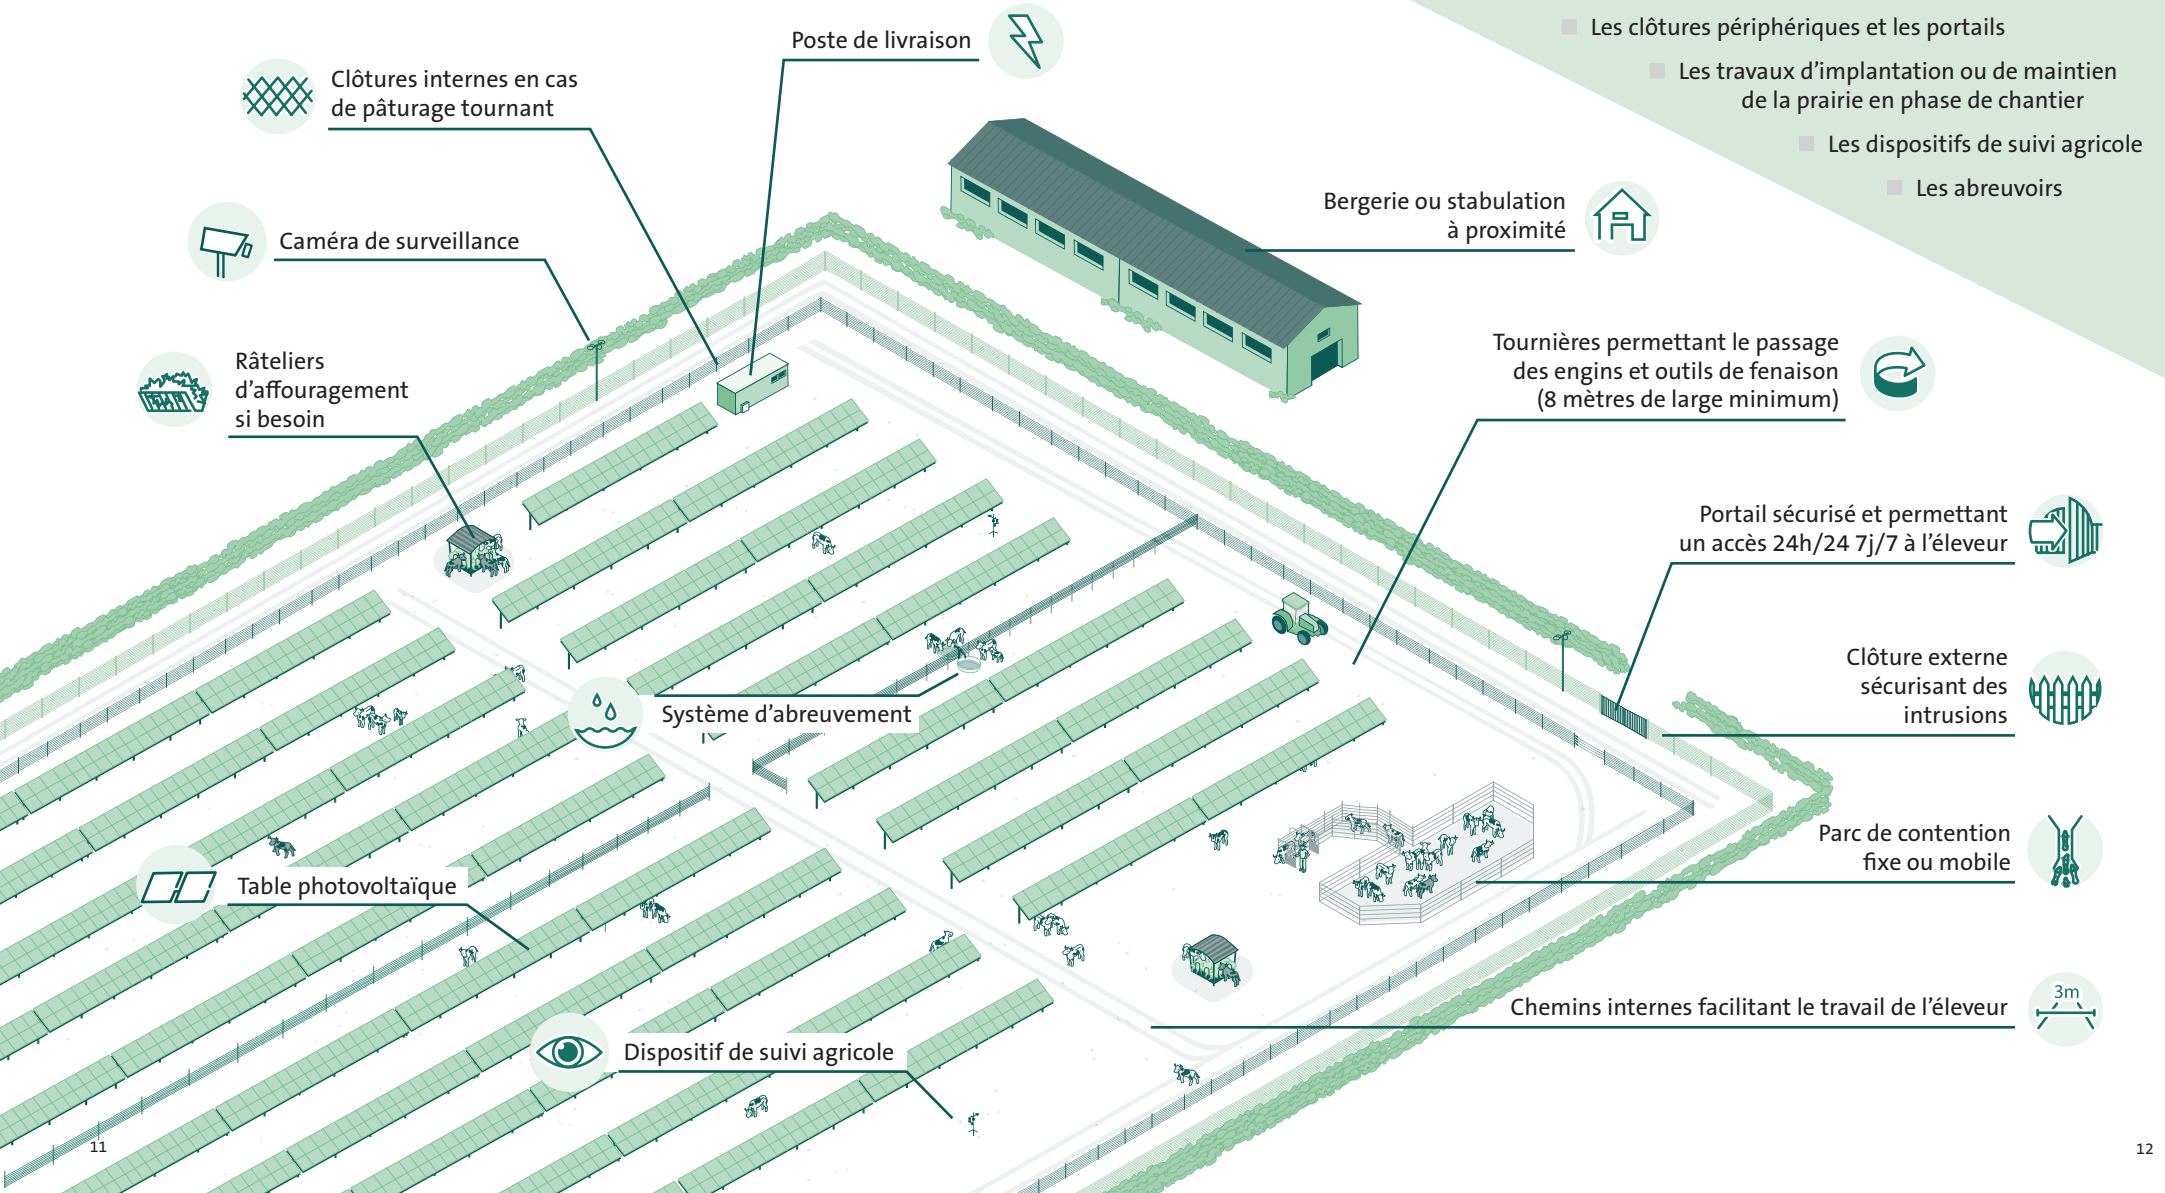 Les clôtures périphériques et les portails
Les travaux d’implantation ou de maintien
de la prairie en phase de chantier
Les dispositifs de suivi agricole
Les abreuvoirs
Poste de livraison
Clôtures internes en cas
de pâturage tournant
Bergerie ou stabulation
à proximité
Caméra de surveillance
Râteliers
d’affouragement
si besoin
Tournières permettant le passage
des engins et outils de fenaison
(8 mètres de large minimum)
Portail sécurisé et permettant
un accès 24h/24 7j/7 à l’éleveur
Clôture externe
sécurisant des
intrusions
Système d’abreuvement
Parc de contention
fixe ou mobile
Table photovoltaïque
3m
Chemins internes facilitant le travail de l’éleveur
Dispositif de suivi agricole
11
12